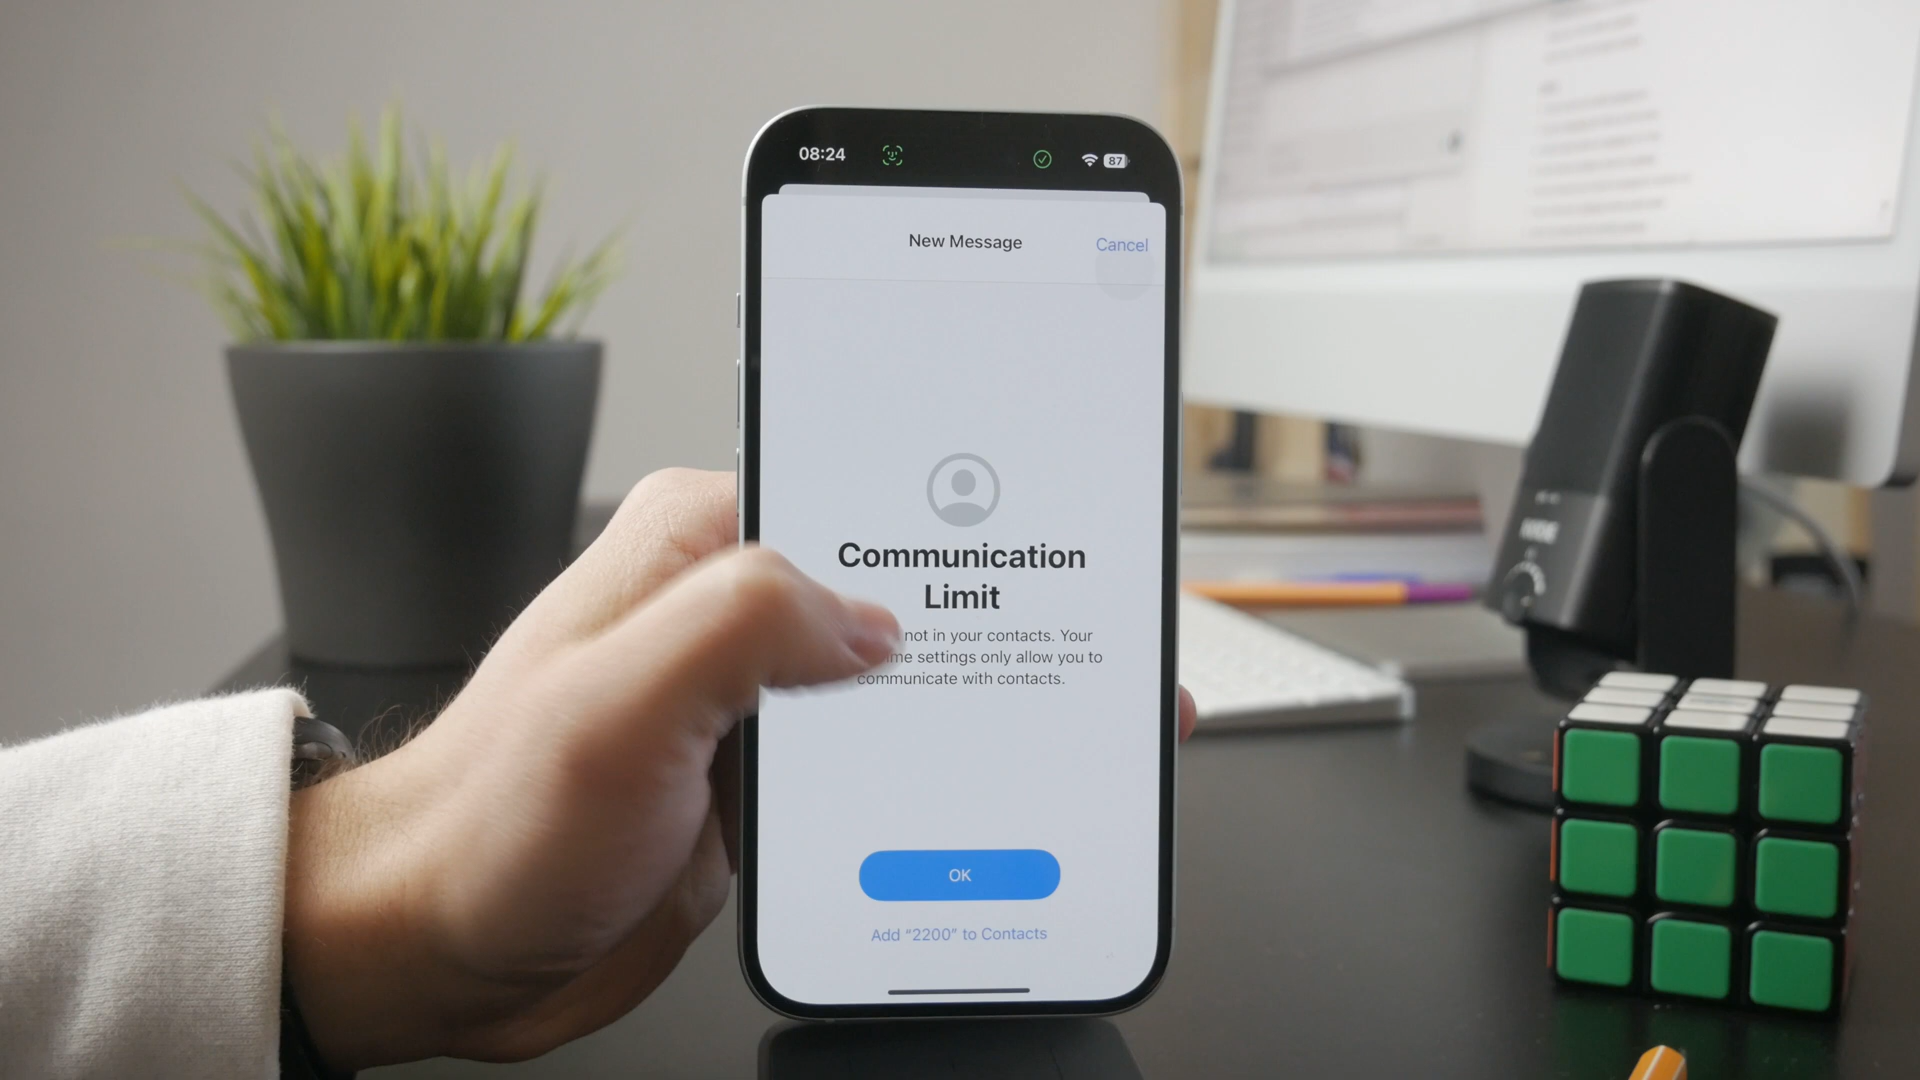 08:24
87
New Message
Cancel
Communication
Limit
not in your contacts. Your
settings only allow you to
communicate with contacts.
OK
Add “2200” to Contacts